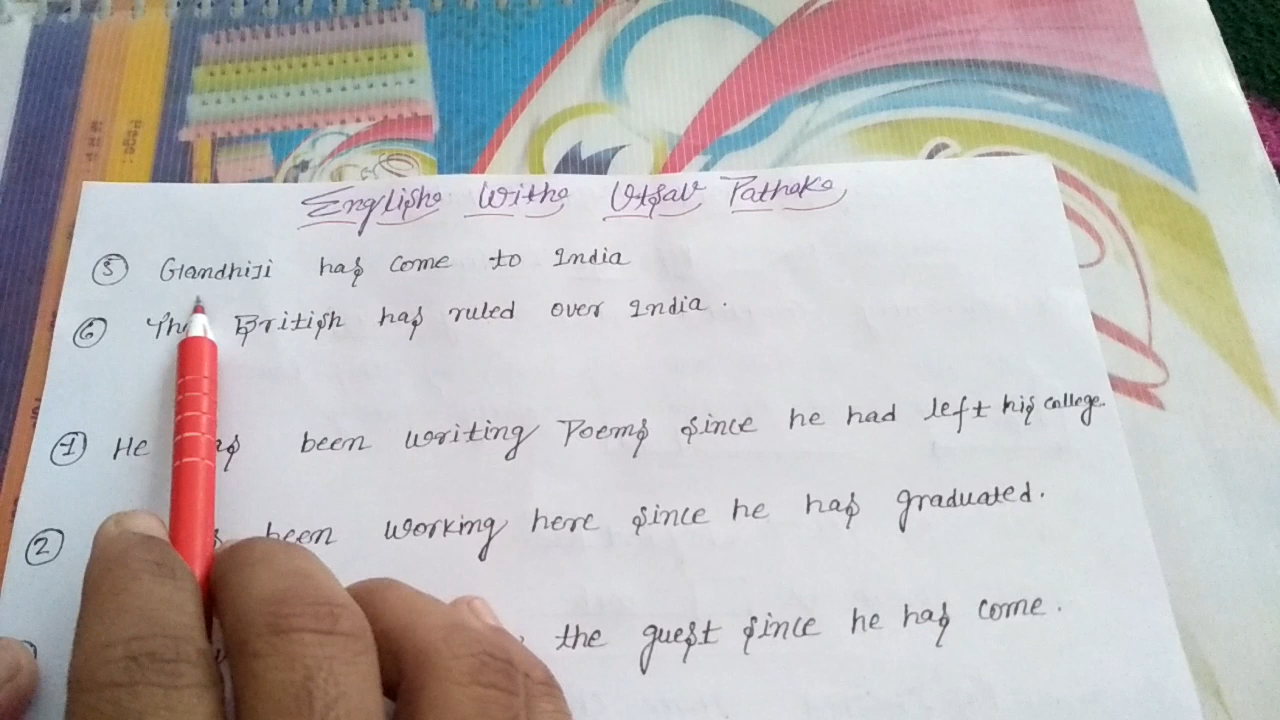 English With Utsav Pathak
5 Gandhiji has come to India
6 The British has ruled over India.
1 He has been writing Poems since he had left his college.
2 been working here since he has graduated.
the guest since he has come.